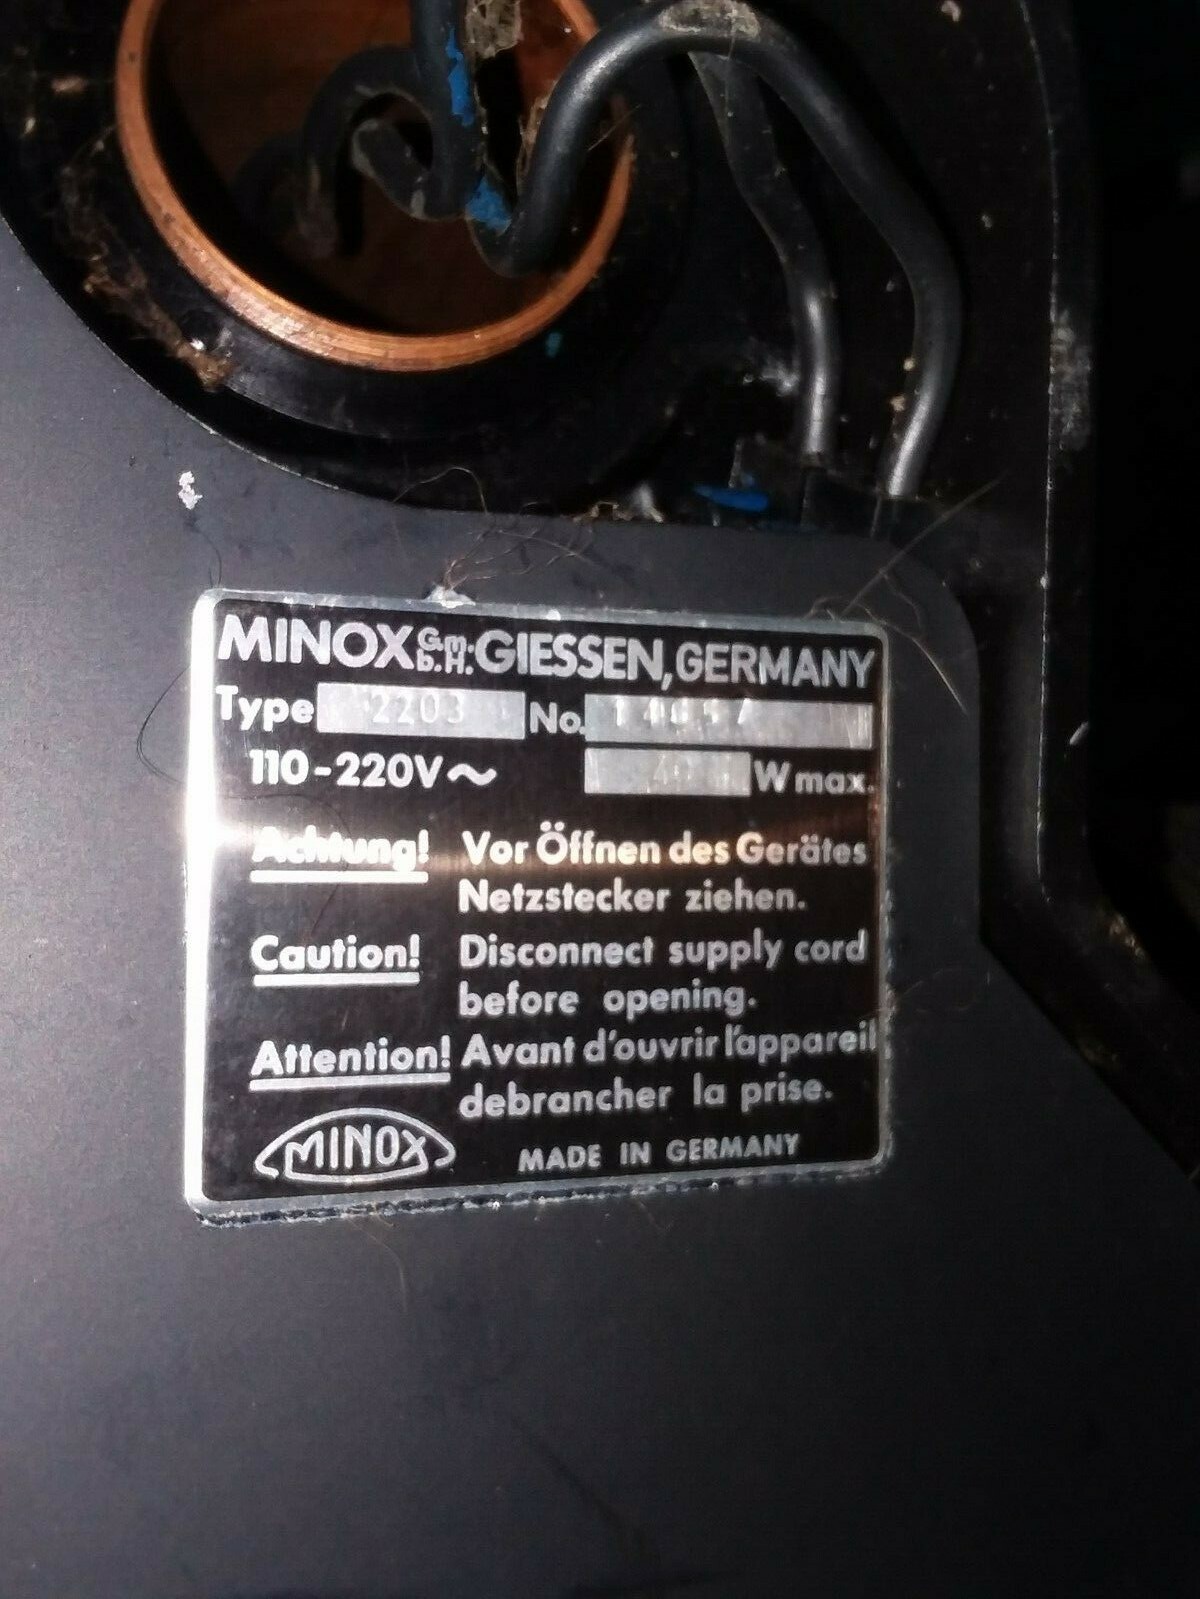 MINOX G.m.b.H. GIESSEN, GERMANY
Type 2203 No.
110-220V~ W max.
Achtung! Vor Öffnen des Gerätes
Netzstecker ziehen.
Caution! Disconnect supply cord
before opening.
Attention! Avant d'ouvrir l'appareil
debrancher la prise.
MINOX MADE IN GERMANY